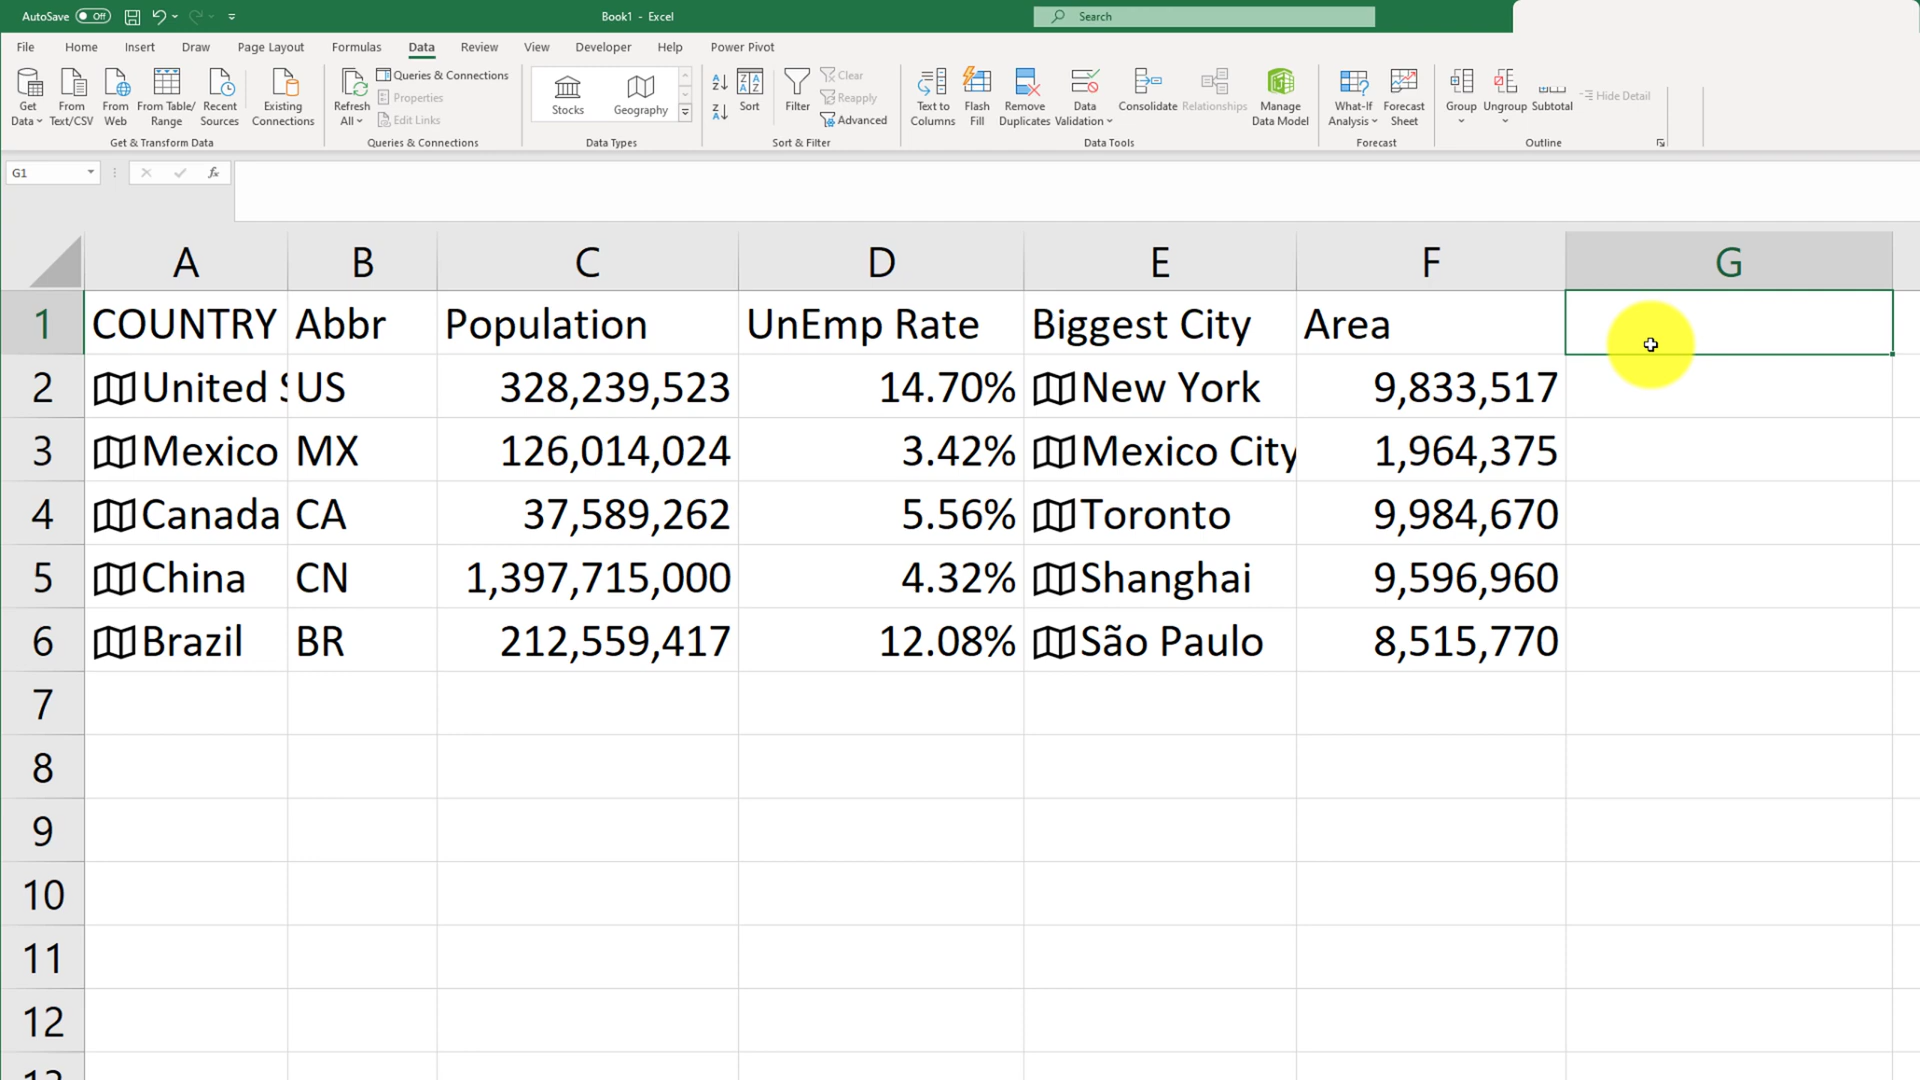 AutoSave Off Book1 - Excel Search
File Home Insert Draw Page Layout Formulas Data Review View Developer Help Power Pivot
Get Data From Text/CSV From Web From Table/ Range Recent Sources Existing Connections
Get & Transform Data
Refresh All Queries & Connections Properties Edit Links
Queries & Connections
Stocks Geography
Data Types
Sort Filter Clear Reapply Advanced
Sort & Filter
Text to Columns Flash Fill Remove Duplicates Data Validation Consolidate Relationships Manage Data Model
Data Tools
What-If Analysis Forecast Sheet
Forecast
Group Ungroup Subtotal Hide Detail
Outline
G1 fx
A B C D E F G
1 COUNTRY Abbr Population UnEmp Rate Biggest City Area
2 United S US 328,239,523 14.70% New York 9,833,517
3 Mexico MX 126,014,024 3.42% Mexico City 1,964,375
4 Canada CA 37,589,262 5.56% Toronto 9,984,670
5 China CN 1,397,715,000 4.32% Shanghai 9,596,960
6 Brazil BR 212,559,417 12.08% São Paulo 8,515,770
7
8
9
10
11
12